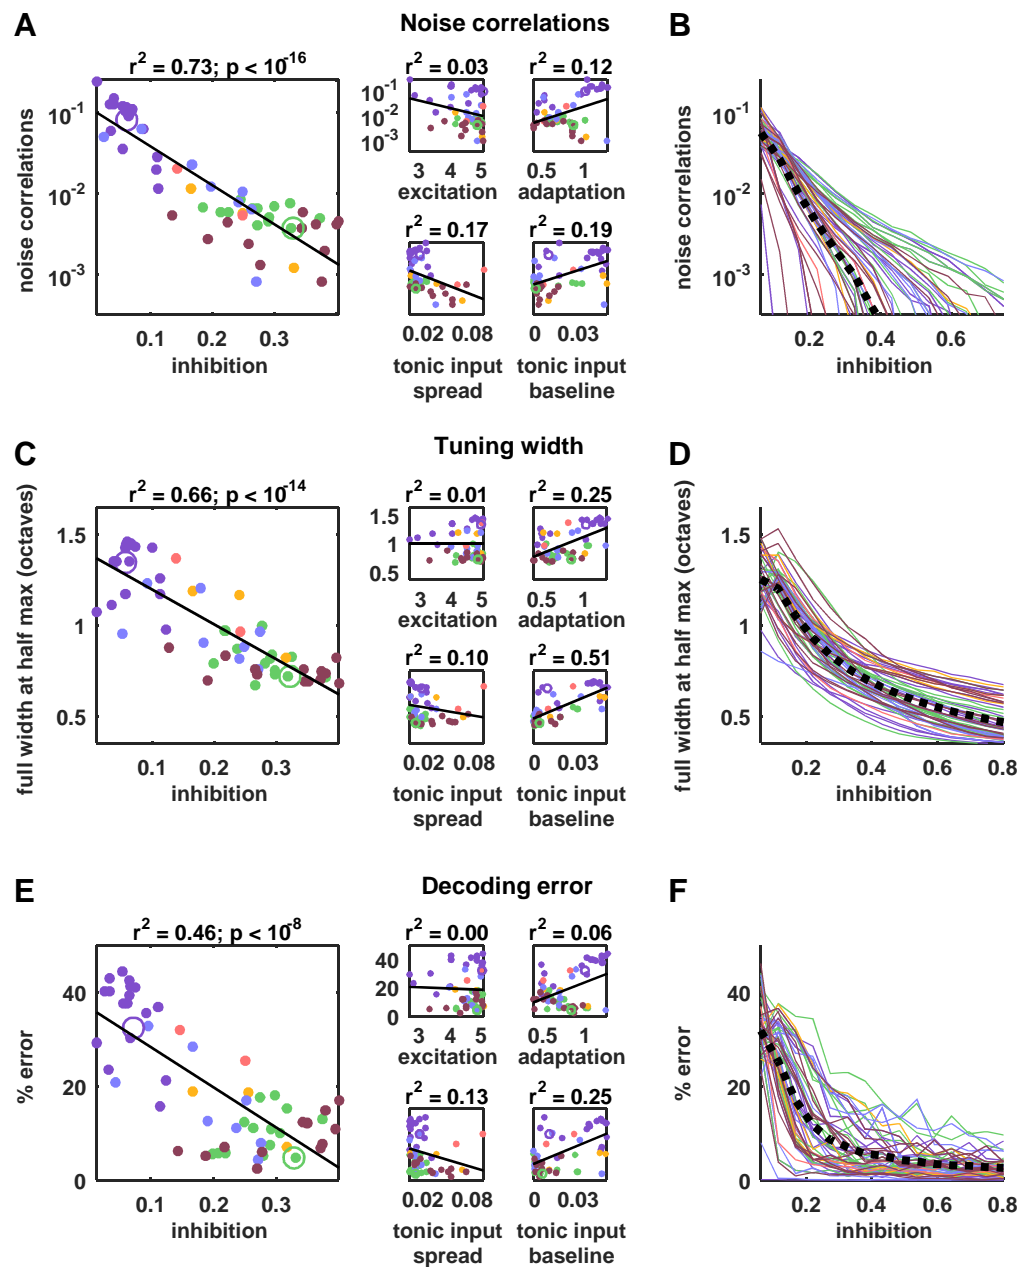 A
Noise correlations
B
r² = 0.73; p < 10⁻¹⁶
r² = 0.03
r² = 0.12
noise correlations
10⁻¹
10⁻²
10⁻³
0.1
0.2
0.3
inhibition
10⁻¹
10⁻²
10⁻³
3
4
5
excitation
0.5
1
adaptation
r² = 0.17
r² = 0.19
0.02
0.08
tonic input
spread
0
0.03
tonic input
baseline
noise correlations
10⁻¹
10⁻²
10⁻³
0.2
0.4
0.6
inhibition
C
Tuning width
D
r² = 0.66; p < 10⁻¹⁴
r² = 0.01
r² = 0.25
full width at half max (octaves)
1.5
1
0.5
0.1
0.2
0.3
inhibition
1.5
1
0.5
3
4
5
excitation
0.5
1
adaptation
r² = 0.10
r² = 0.51
0.02
0.08
tonic input
spread
0
0.03
tonic input
baseline
full width at half max (octaves)
1.5
1
0.5
0.2
0.4
0.6
0.8
inhibition
E
Decoding error
F
r² = 0.46; p < 10⁻⁸
r² = 0.00
r² = 0.06
% error
40
20
0
0.1
0.2
0.3
inhibition
40
20
0
3
4
5
excitation
0.5
1
adaptation
r² = 0.13
r² = 0.25
0.02
0.08
tonic input
spread
0
0.03
tonic input
baseline
% error
40
20
0
0.2
0.4
0.6
0.8
inhibition